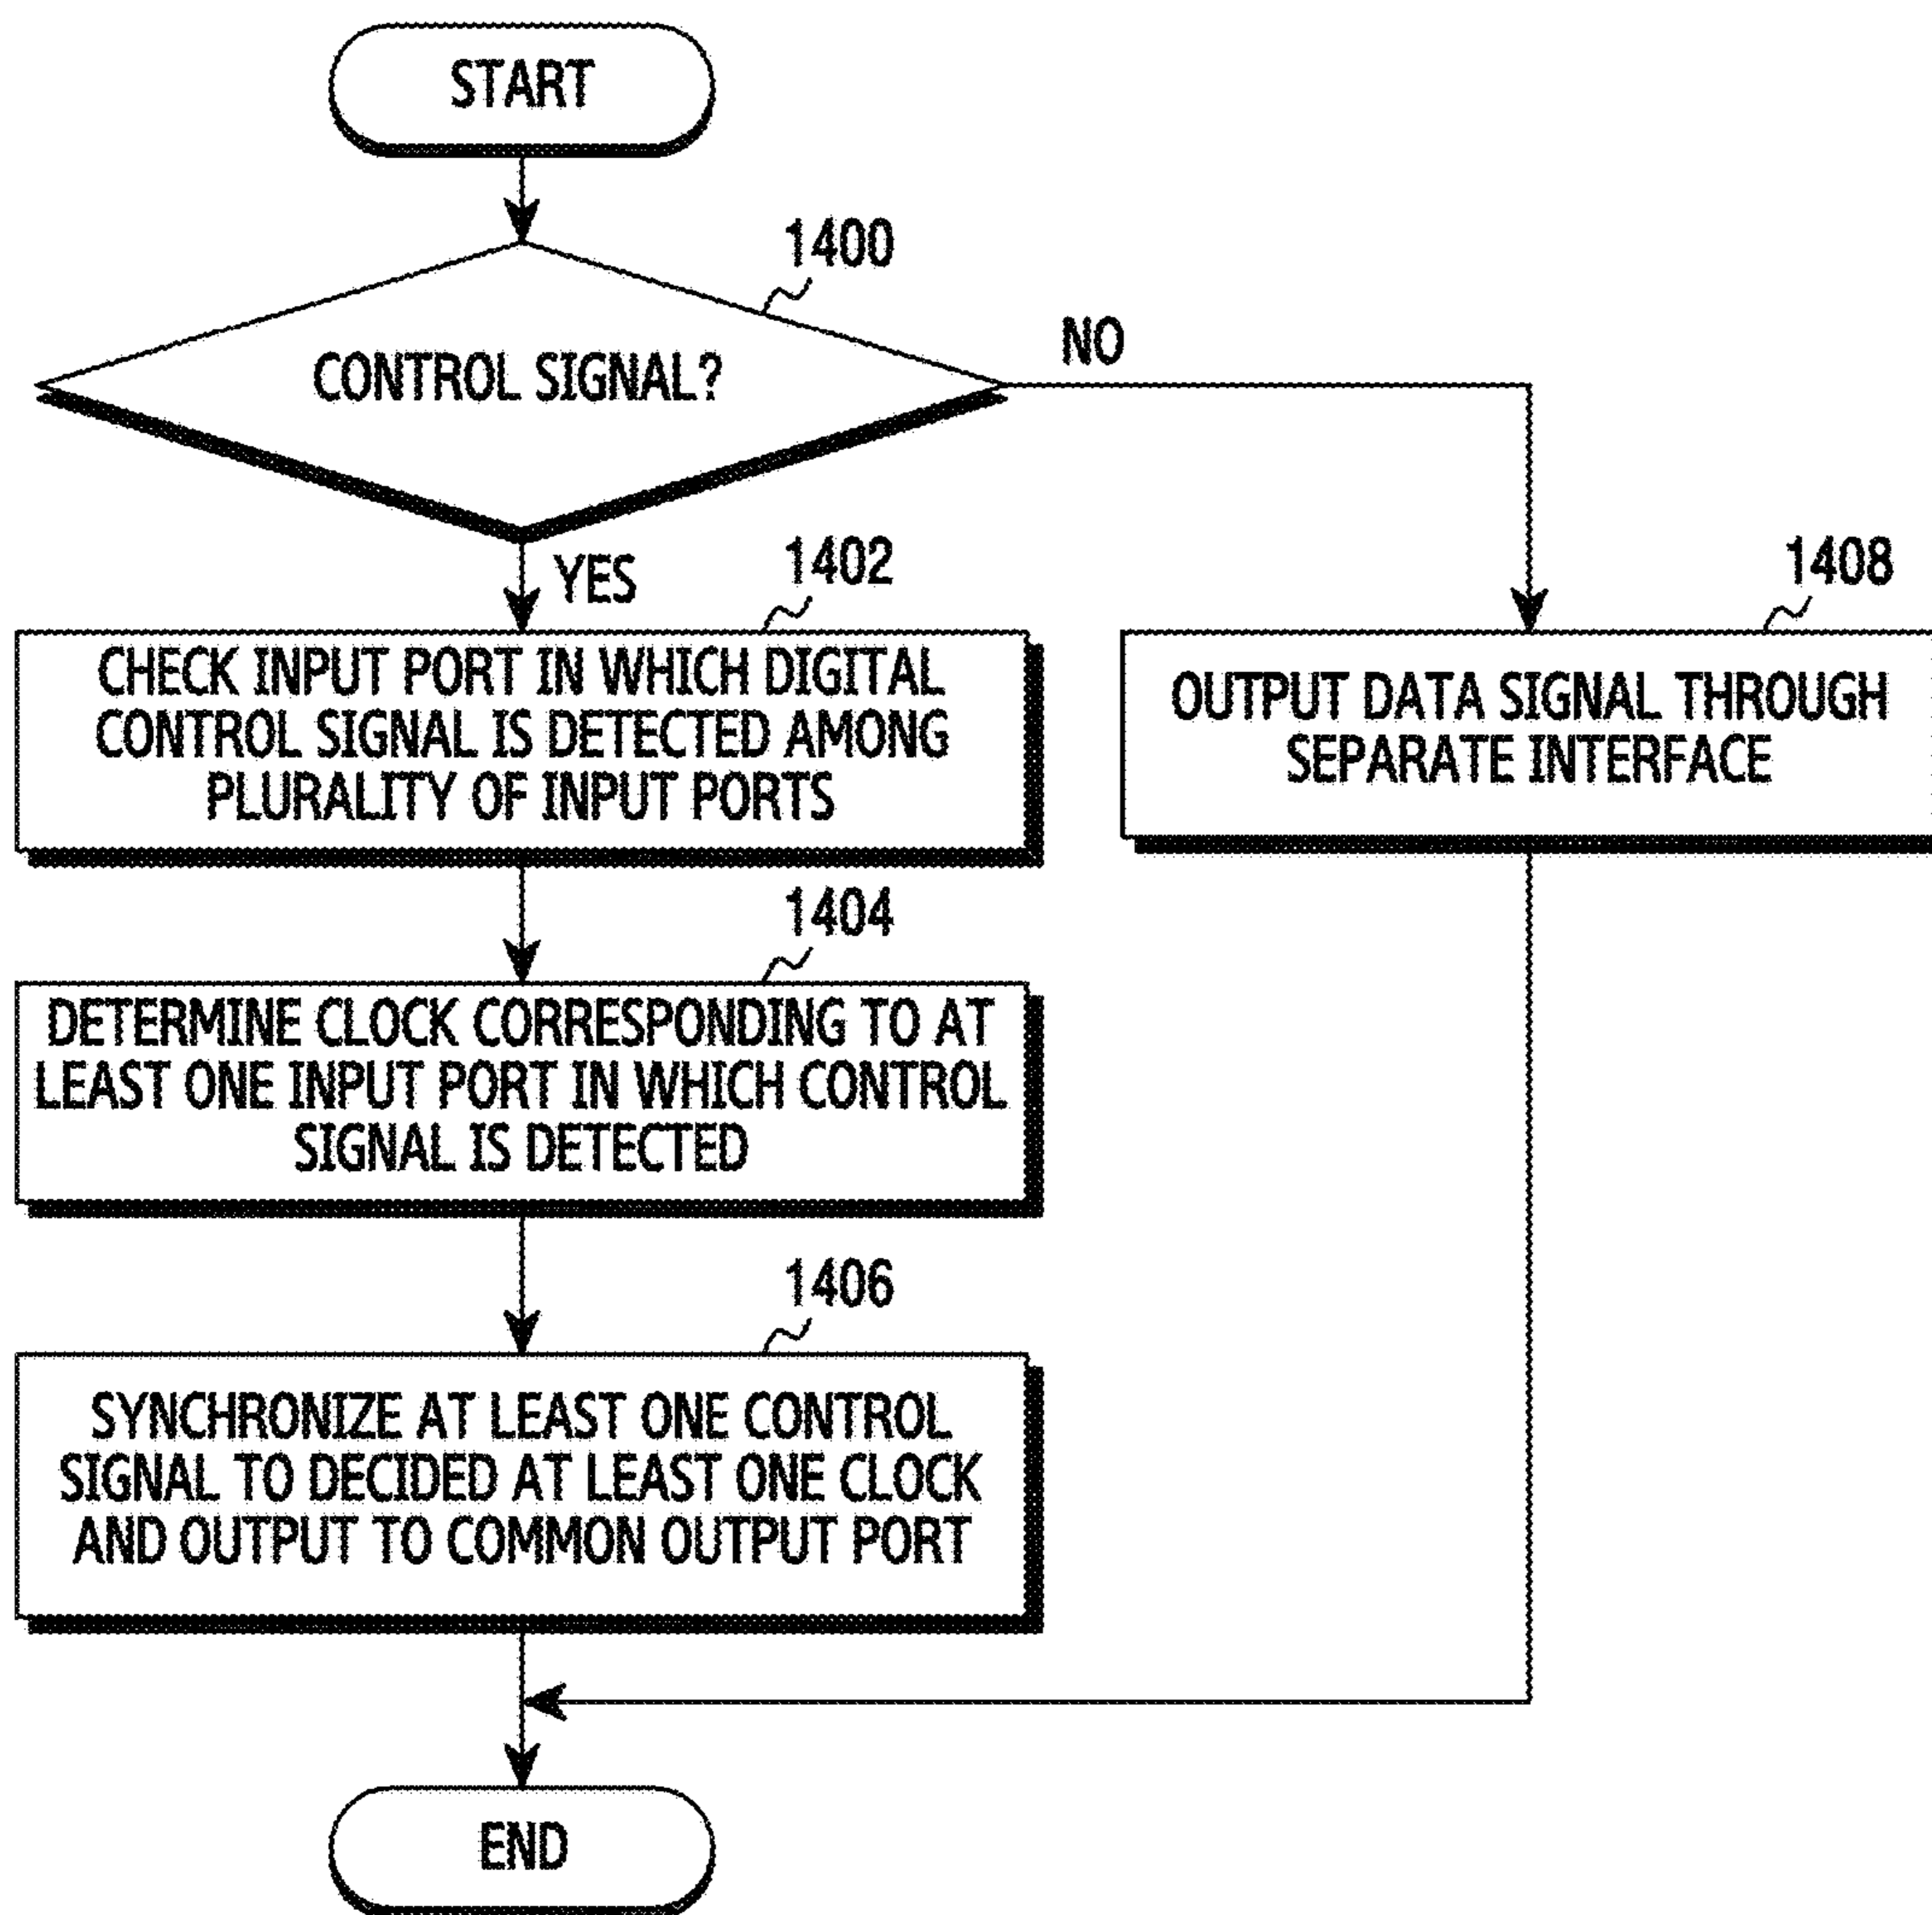 START
1400
CONTROL SIGNAL?
NO
YES
1402
CHECK INPUT PORT IN WHICH DIGITAL
CONTROL SIGNAL IS DETECTED AMONG
PLURALITY OF INPUT PORTS
1408
OUTPUT DATA SIGNAL THROUGH
SEPARATE INTERFACE
1404
DETERMINE CLOCK CORRESPONDING TO AT
LEAST ONE INPUT PORT IN WHICH CONTROL
SIGNAL IS DETECTED
1406
SYNCHRONIZE AT LEAST ONE CONTROL
SIGNAL TO DECIDED AT LEAST ONE CLOCK
AND OUTPUT TO COMMON OUTPUT PORT
END